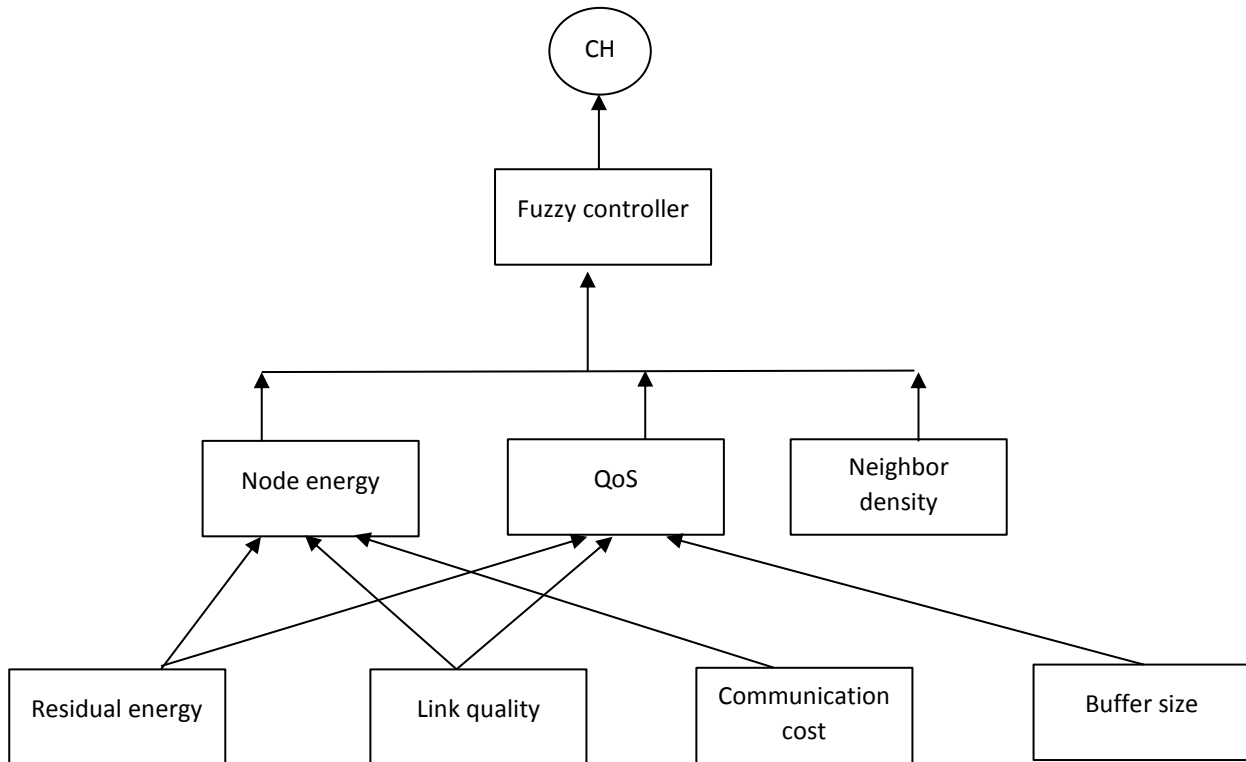 CH
Fuzzy controller
Node energy
QoS
Neighbor
density
Residual energy
Link quality
Communication
cost
Buffer size